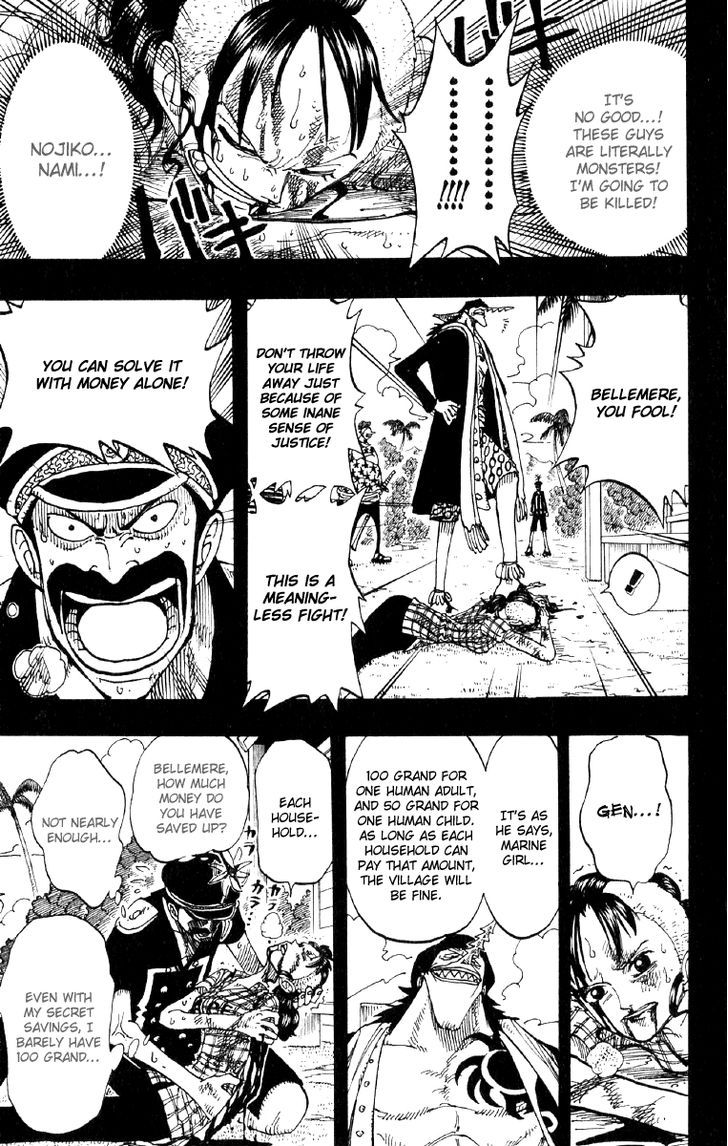 IT'S
NO GOOD...!
THESE GUYS
ARE LITERALLY
MONSTERS!
I'M GOING TO
BE KILLED!
........!!!!
ドキ
ドキ
NOJIKO...
NAMI...!
BELLEMERE,
YOU FOOL!
!!
DON'T THROW
YOUR LIFE
AWAY JUST
BECAUSE OF
SOME INANE
SENSE OF
JUSTICE!
THIS IS A
MEANING-
LESS FIGHT!
YOU CAN SOLVE IT
WITH MONEY ALONE!
GEN...!
IT'S AS
HE SAYS,
MARINE
GIRL...
100 GRAND FOR
ONE HUMAN ADULT,
AND 50 GRAND FOR
ONE HUMAN CHILD.
AS LONG AS EACH
HOUSEHOLD CAN
PAY THAT AMOUNT,
THE VILLAGE WILL
BE FINE.
EACH
HOUSE-
HOLD...
BELLEMERE,
HOW MUCH
MONEY DO
YOU HAVE
SAVED UP?
NOT NEARLY
ENOUGH...
EVEN WITH
MY SECRET
SAVINGS, I
BARELY HAVE
100 GRAND...